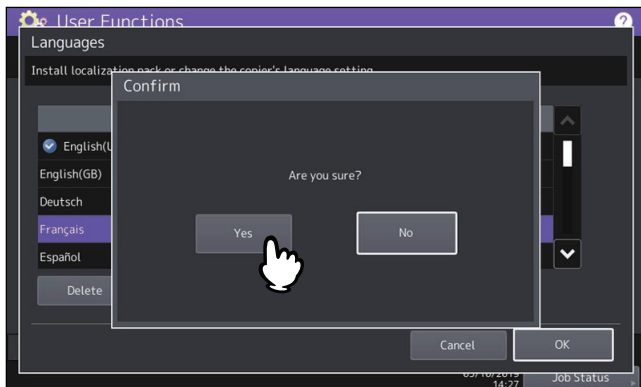 User Functions
?
Languages
Install localization pack or change the copier's language setting
Confirm
English(U
English(GB)
Deutsch
Français
Español
Are you sure?
Yes
No
Delete
Cancel
OK
14:27
Job Status